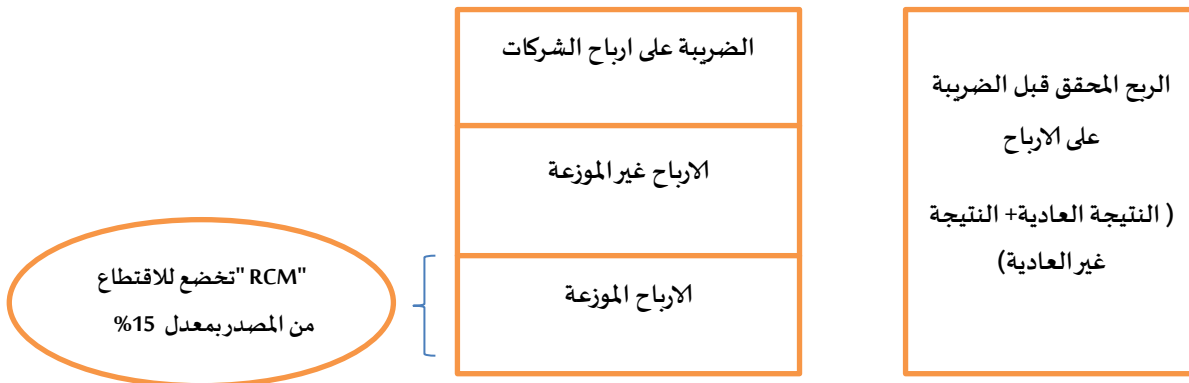 الربح المحقق قبل الضريبة
على الارباح
( النتيجة العادية+ النتيجة
غير العادية)
الضريبة على ارباح الشركات
الارباح غير الموزعة
الارباح الموزعة
"RCM" تخضع للاقتطاع
من المصدر بمعدل 15%